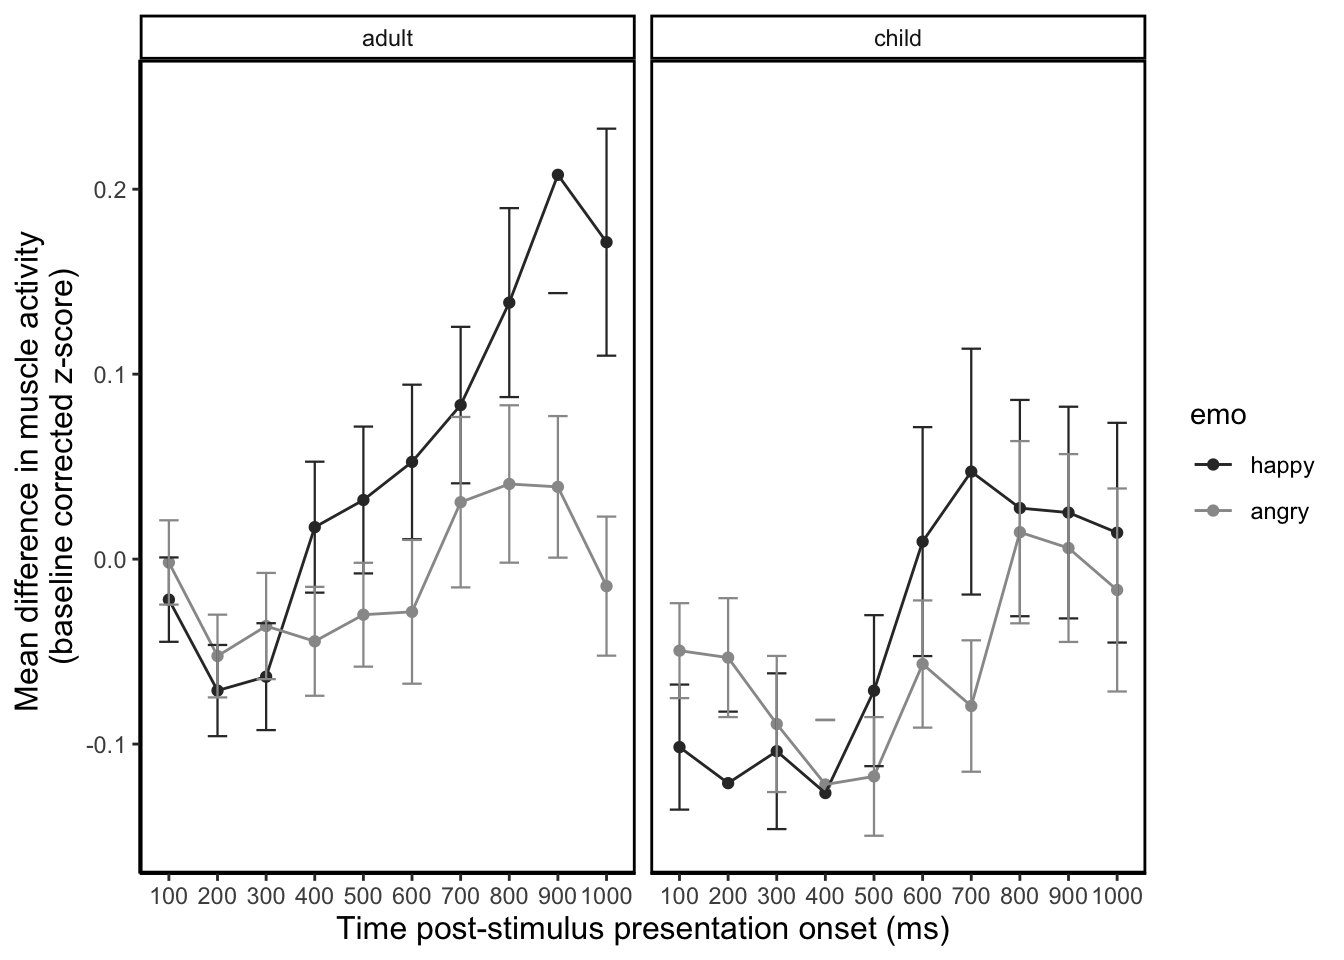 adult
child
Mean difference in muscle activity
(baseline corrected z-score)
0.2
0.1
0.0
-0.1
100 200 300 400 500 600 700 800 900 1000
100 200 300 400 500 600 700 800 900 1000
Time post-stimulus presentation onset (ms)
emo
happy
angry